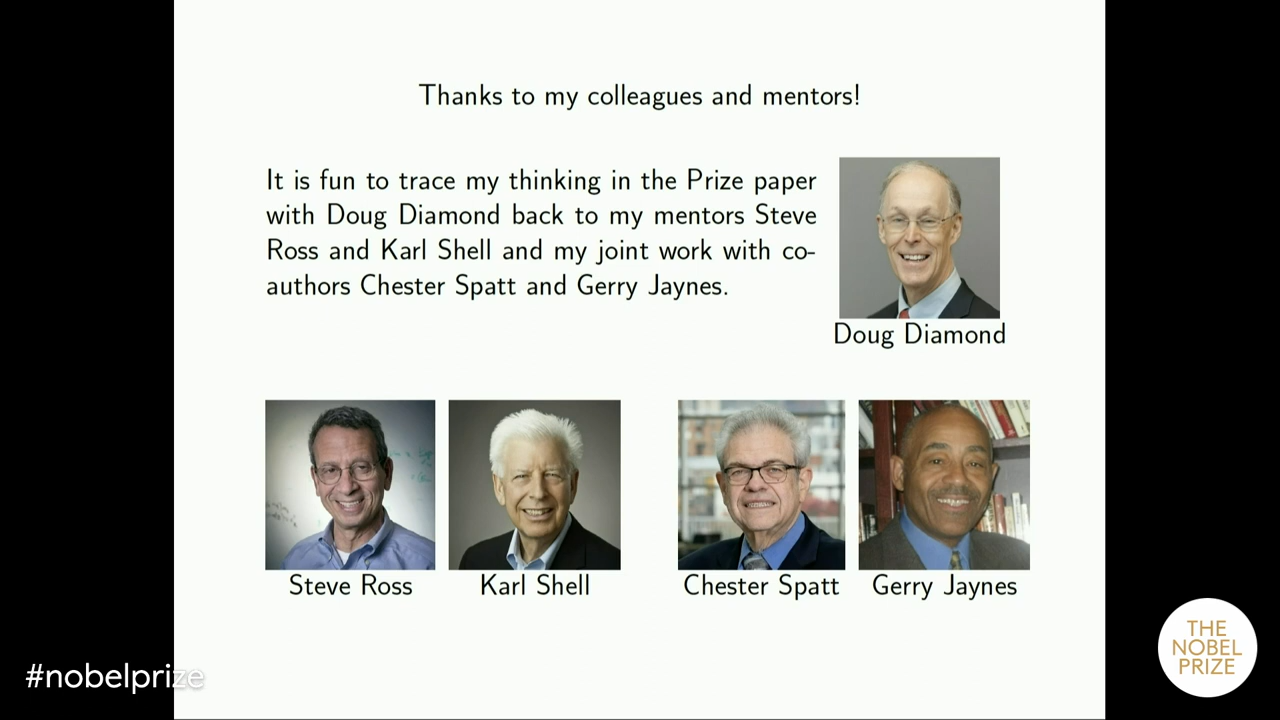 Thanks to my colleagues and mentors!
It is fun to trace my thinking in the Prize paper
with Doug Diamond back to my mentors Steve
Ross and Karl Shell and my joint work with co-
authors Chester Spatt and Gerry Jaynes.
Doug Diamond
Steve Ross
Karl Shell
Chester Spatt
Gerry Jaynes
#nobelprize
THE
NOBEL
PRIZE